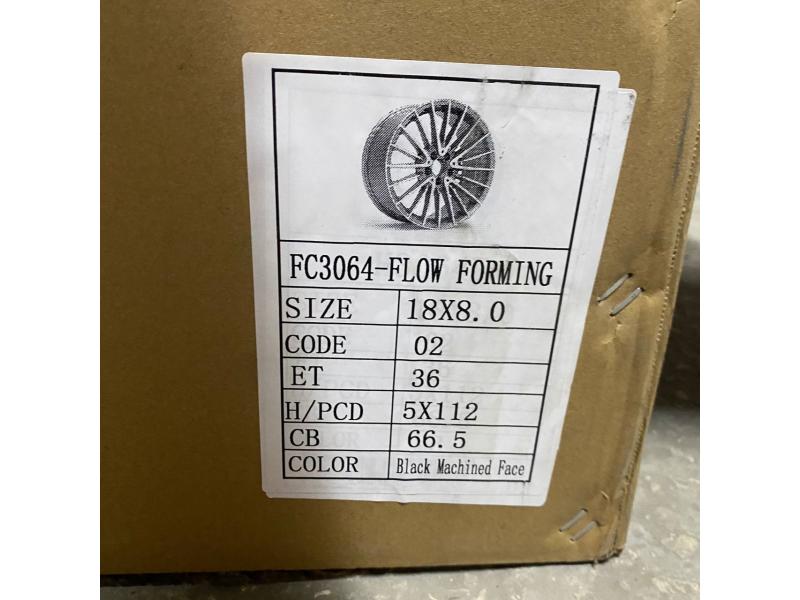 FC3064-FLOW FORMING
SIZE 18X8.0
CODE 02
ET 36
H/PCD 5X112
CB 66.5
COLOR Black Machined Face